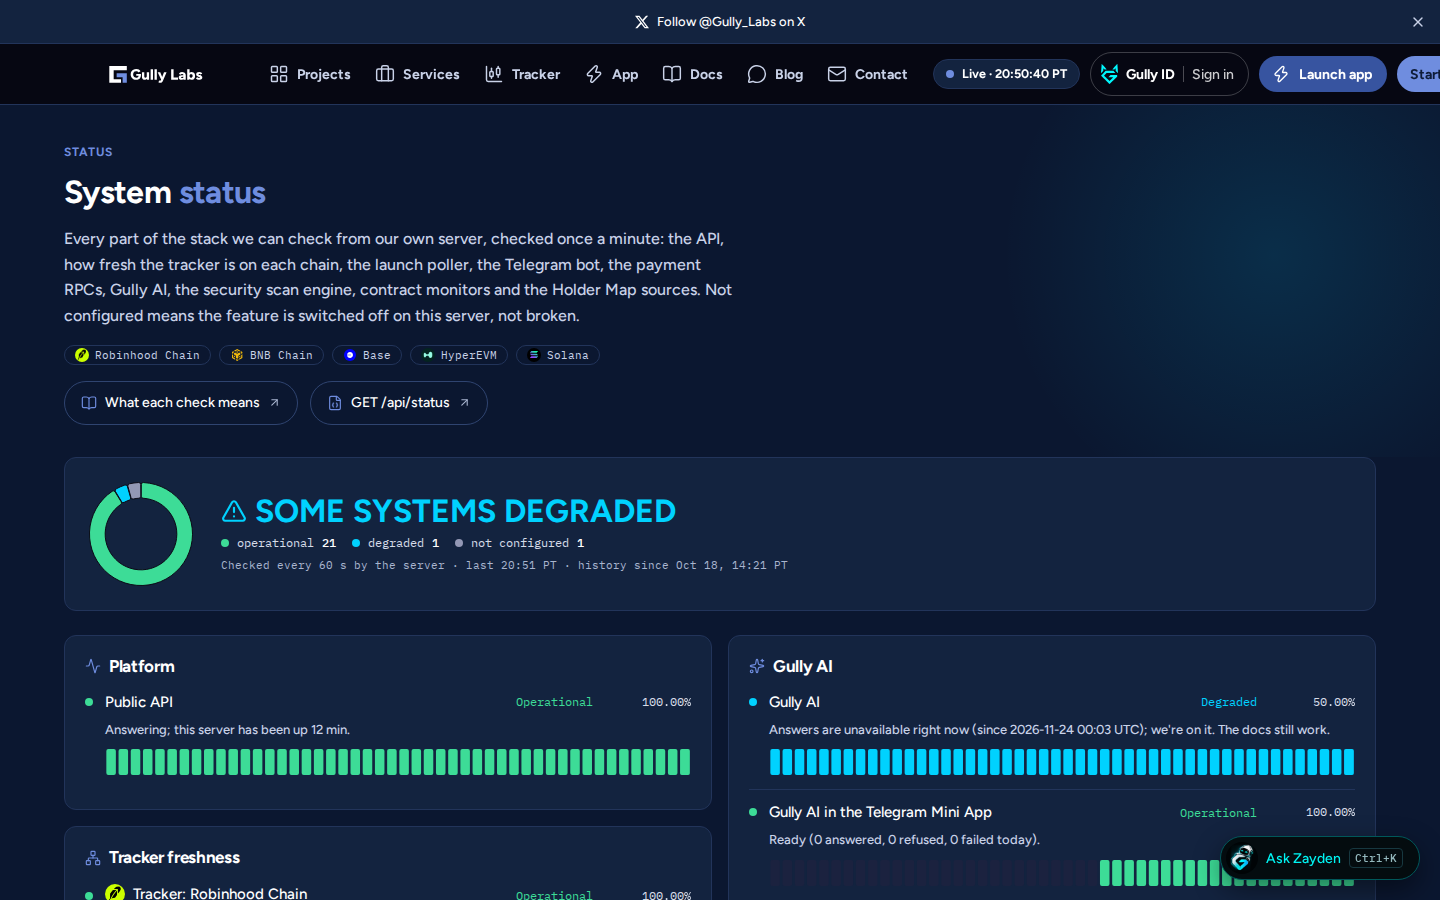 Follow @Gully_Labs on X
Gully Labs
Projects
Services
Tracker
App
Docs
Blog
Contact
Live · 20:50:40 PT
Gully ID
Sign in
Launch app
STATUS
System status
Every part of the stack we can check from our own server, checked once a minute: the API,
how fresh the tracker is on each chain, the launch poller, the Telegram bot, the payment
RPCs, Gully AI, the security scan engine, contract monitors and the Holder Map sources. Not
configured means the feature is switched off on this server, not broken.
Robinhood Chain
BNB Chain
Base
HyperEVM
Solana
What each check means
GET /api/status
SOME SYSTEMS DEGRADED
operational 21 degraded 1 not configured 1
Checked every 60 s by the server · last 20:51 PT · history since Oct 18, 14:21 PT
Platform
Public API Operational 100.00%
Answering; this server has been up 12 min.
Tracker freshness
Tracker: Robinhood Chain Operational 100.00%
Gully AI
Gully AI Degraded 50.00%
Answers are unavailable right now (since 2026-11-24 00:03 UTC); we're on it. The docs still work.
Gully AI in the Telegram Mini App Operational 100.00%
Ready (0 answered, 0 refused, 0 failed today).
Ask Zayden Ctrl+K